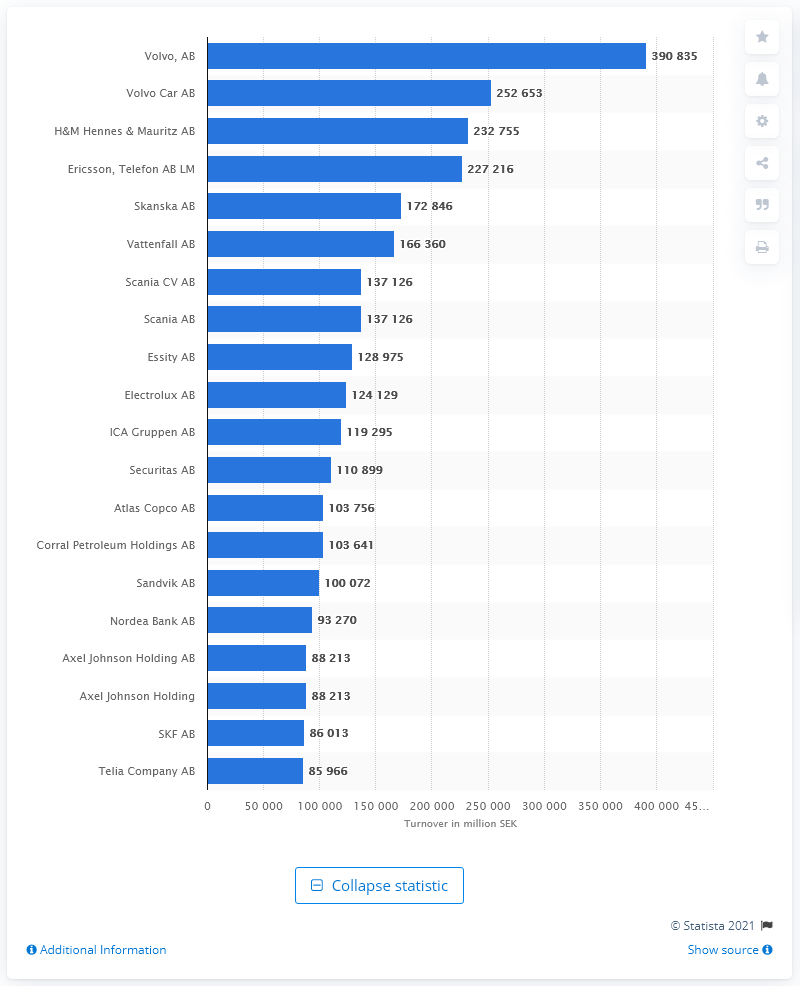 Volvo, AB 390 835
Volvo Car AB 252 653
H&M Hennes & Mauritz AB 232 755
Ericsson, Telefon AB LM 227 216
Skanska AB 172 846
Vattenfall AB 166 360
Scania CV AB 137 126
Scania AB 137 126
Essity AB 128 975
Electrolux AB 124 129
ICA Gruppen AB 119 295
Securitas AB 110 899
Atlas Copco AB 103 756
Corral Petroleum Holdings AB 103 641
Sandvik AB 100 072
Nordea Bank AB 93 270
Axel Johnson Holding AB 88 213
Axel Johnson Holding 88 213
SKF AB 86 013
Telia Company AB 85 966
0 50 000 100 000 150 000 200 000 250 000 300 000 350 000 400 000 45...
Turnover in million SEK
Collapse statistic
© Statista 2021
Additional Information Show source